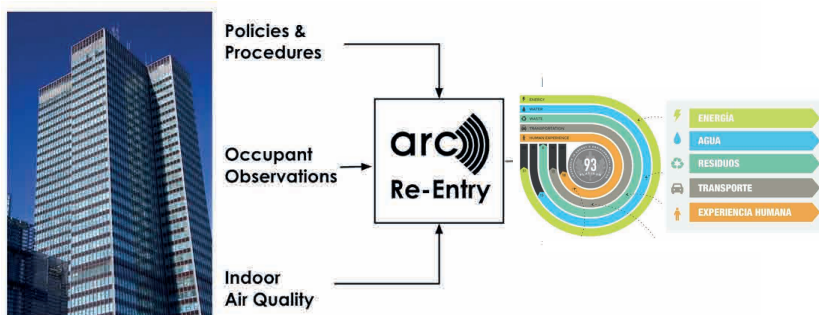 Policies &
Procedures
Occupant
Observations
Indoor
Air Quality
arc
Re-Entry
ENERGY
WATER
WASTE
TRANSPORTATION
HUMAN EXPERIENCE
93
ENERGÍA
AGUA
RESIDUOS
TRANSPORTE
EXPERIENCIA HUMANA